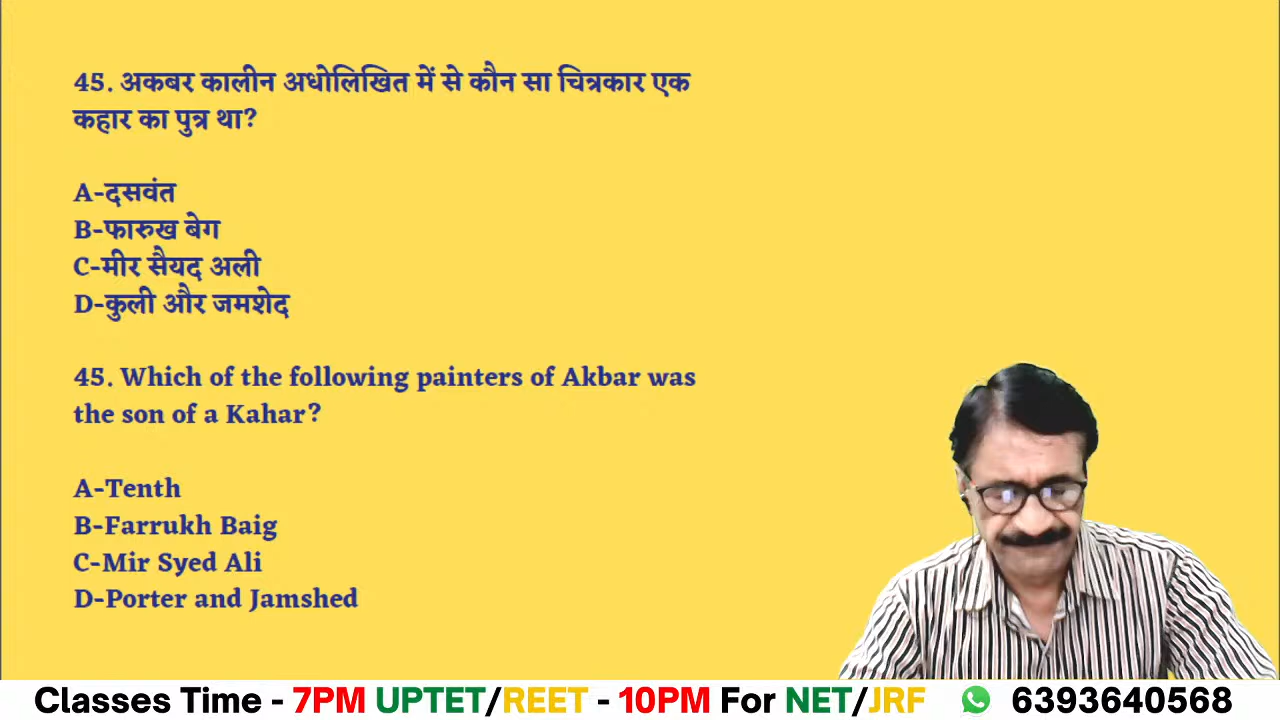 45. अकबर कालीन अधोलिखित में से कौन सा चित्रकार एक
कहार का पुत्र था?
A-दसवंत
B-फारुख बेग
C-मीर सैयद अली
D-कुली और जमशेद
45. Which of the following painters of Akbar was
the son of a Kahar?
A-Tenth
B-Farrukh Baig
C-Mir Syed Ali
D-Porter and Jamshed
Classes Time - 7PM UPTET/REET - 10PM For NET/JRF 6393640568